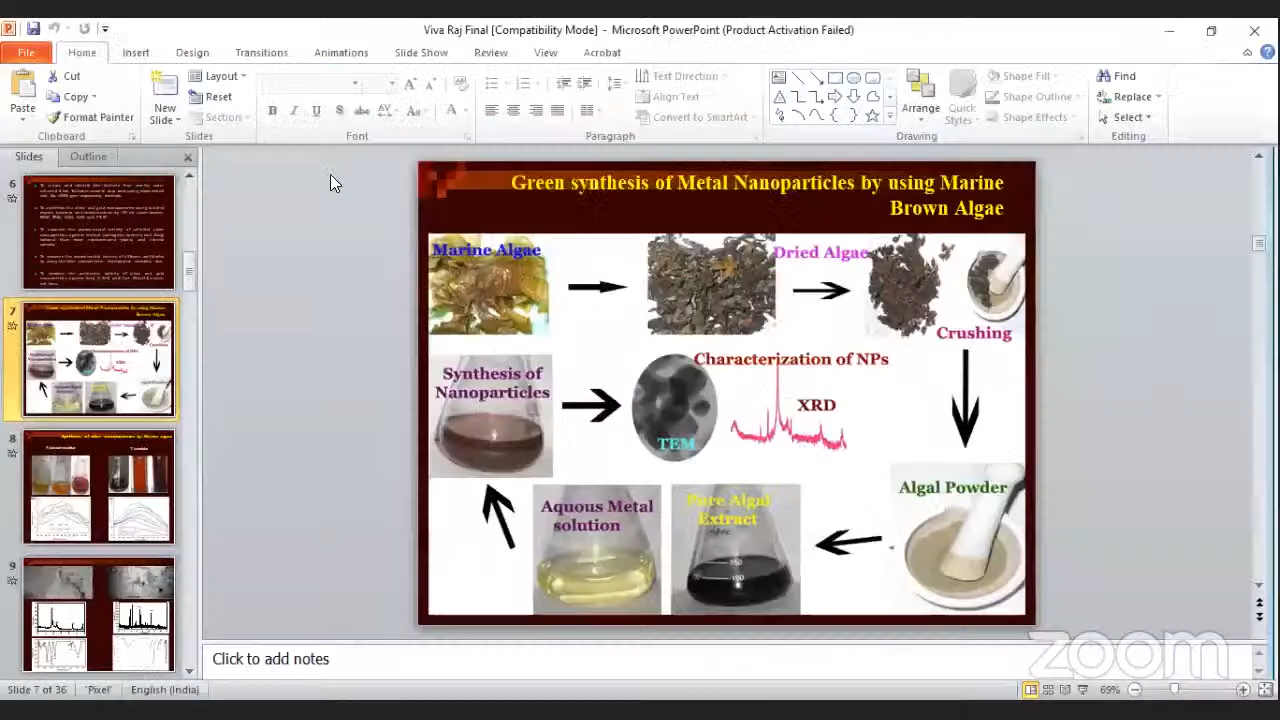 Viva Raj Final [Compatibility Mode] - Microsoft PowerPoint (Product Activation Failed)
File Home Insert Design Transitions Animations Slide Show Review View Acrobat
Paste
Cut
Copy
Format Painter
Clipboard
New Slide
Layout
Reset
Section
Slides
Font
Text Direction
Align Text
Convert to SmartArt
Paragraph
Arrange
Quick Styles
Shape Fill
Shape Outline
Shape Effects
Drawing
Find
Replace
Select
Editing
Slides Outline
6
7
8
9
Green synthesis of Metal Nanoparticles by using Marine
Brown Algae
Marine Algae
Dried Algae
Crushing
Synthesis of
Nanoparticles
Characterization of NPs
XRD
TEM
Algal Powder
Aquous Metal
solution
Pure Algal
Extract
Click to add notes
zoom
Slide 7 of 36 'Pixel' English (India) 69%